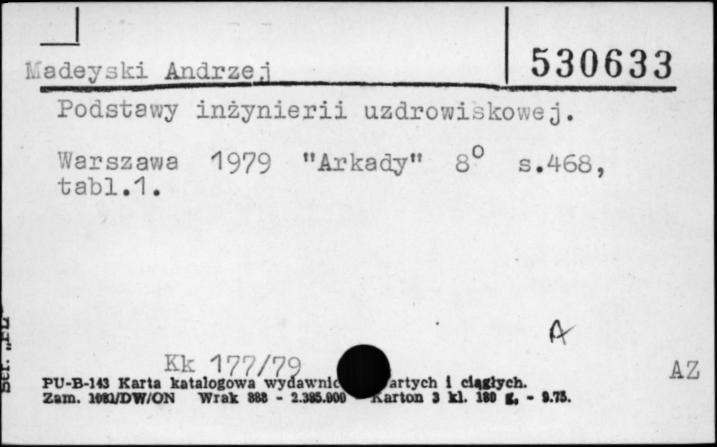 Madeyski Andrzej
530633
Podstawy inżynierii uzdrowiskowej.
Warszawa 1979 "Arkady" 8° s.468,
tabl.1.
A
Kk 177/79
AZ
PU-B-143 Karta katalogowa wydawnic artych i ciągłych.
Zam. 1081/DW/ON Wrak 888 - 2.385.000 Karton 3 kl. 180 g, - 9.75.